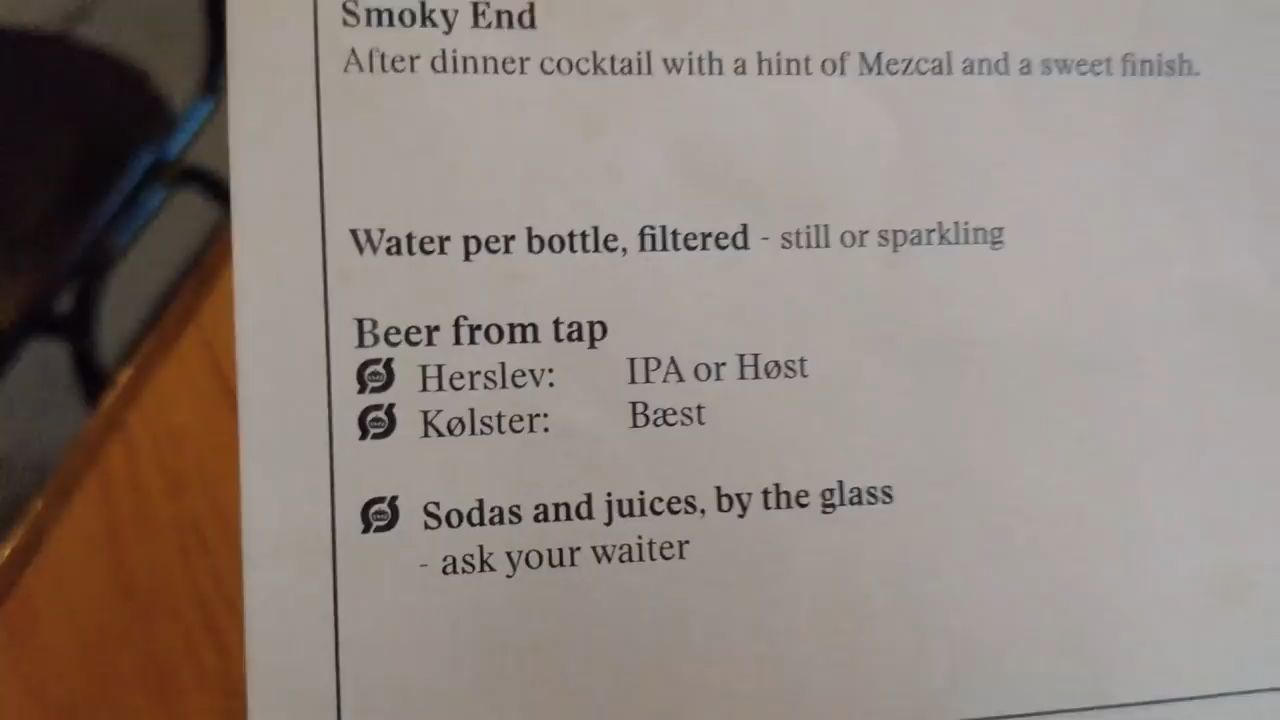 Smoky End
After dinner cocktail with a hint of Mezcal and a sweet finish.
Water per bottle, filtered - still or sparkling
Beer from tap
Herslev: IPA or Høst
Kølster: Bæst
Sodas and juices, by the glass
- ask your waiter